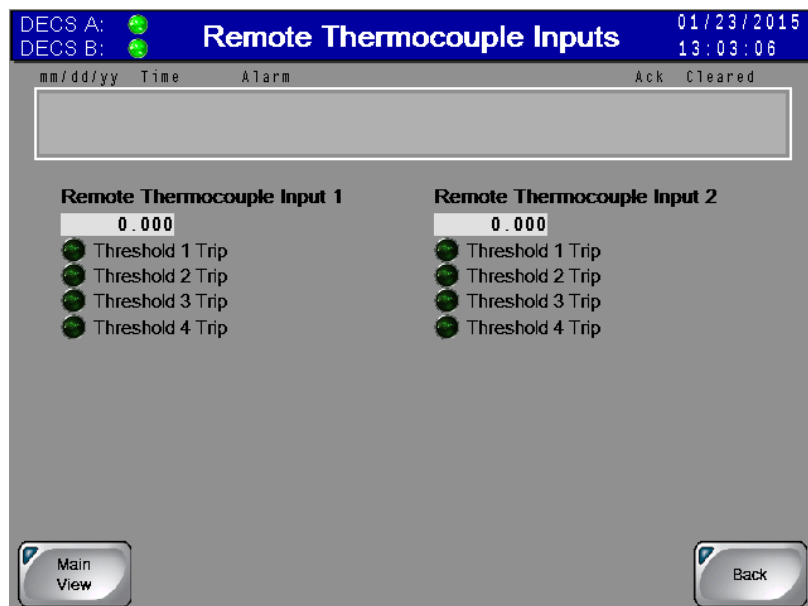 DECS A:
DECS B:
Remote Thermocouple Inputs
01/23/2015
13:03:06
mm/dd/yy Time Alarm Ack Cleared
Remote Thermocouple Input 1
0.000
Threshold 1 Trip
Threshold 2 Trip
Threshold 3 Trip
Threshold 4 Trip
Remote Thermocouple Input 2
0.000
Threshold 1 Trip
Threshold 2 Trip
Threshold 3 Trip
Threshold 4 Trip
Main
View
Back